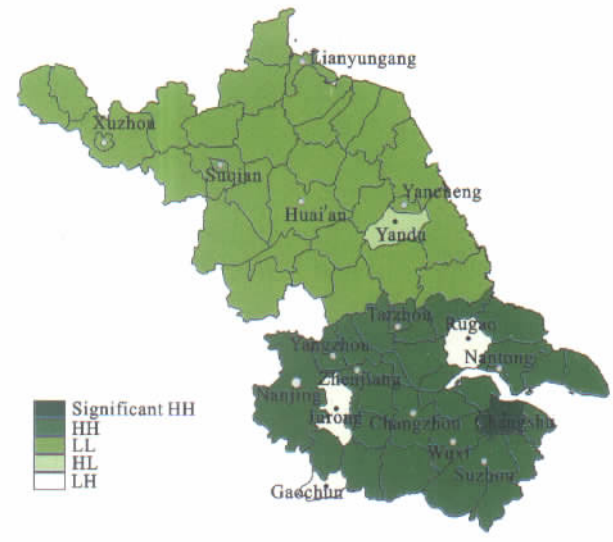 Lianyungang
Xuzhou
Suqian
Yancheng
Huai'an
Yandu
Taizhou
Rugao
Yangzhou
Nantong
Zhenjiang
Nanjing
Jurong
Changzhou
Changshu
Wuxi
Suzhou
Gaochun
Significant HH
HH
LL
HL
LH